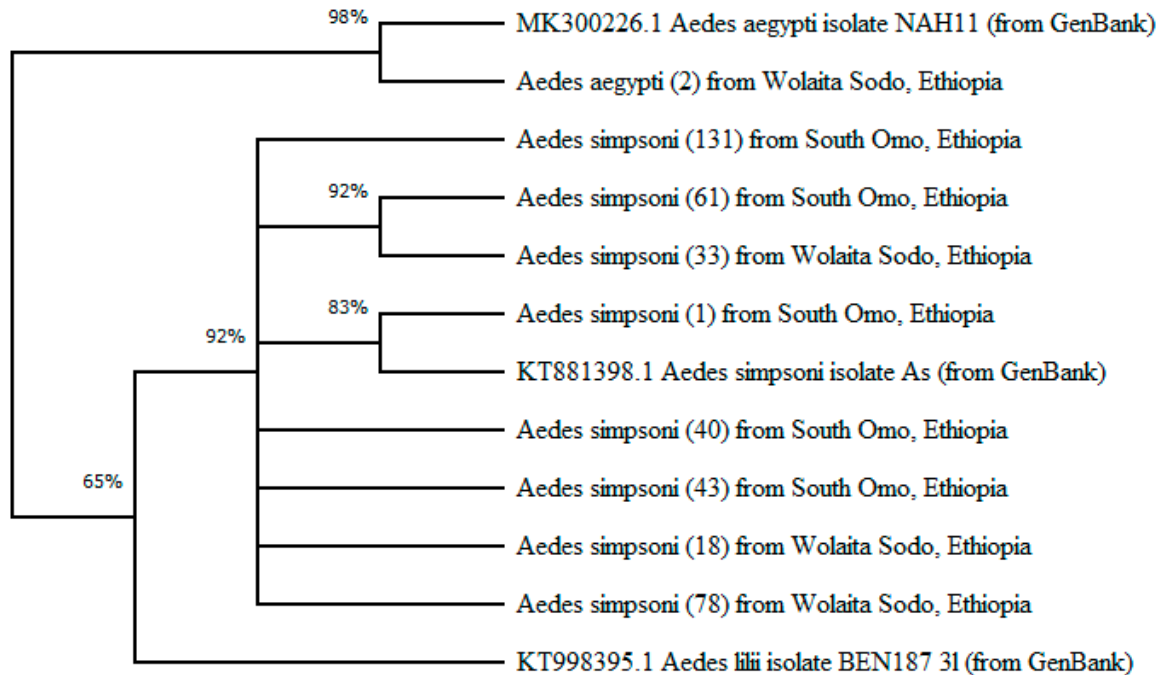 98%
MK300226.1 Aedes aegypti isolate NAH11 (from GenBank)
Aedes aegypti (2) from Wolaita Sodo, Ethiopia
Aedes simpsoni (131) from South Omo, Ethiopia
92%
Aedes simpsoni (61) from South Omo, Ethiopia
Aedes simpsoni (33) from Wolaita Sodo, Ethiopia
83%
Aedes simpsoni (1) from South Omo, Ethiopia
92%
KT881398.1 Aedes simpsoni isolate As (from GenBank)
Aedes simpsoni (40) from South Omo, Ethiopia
65%
Aedes simpsoni (43) from South Omo, Ethiopia
Aedes simpsoni (18) from Wolaita Sodo, Ethiopia
Aedes simpsoni (78) from Wolaita Sodo, Ethiopia
KT998395.1 Aedes lilii isolate BEN187 3l (from GenBank)